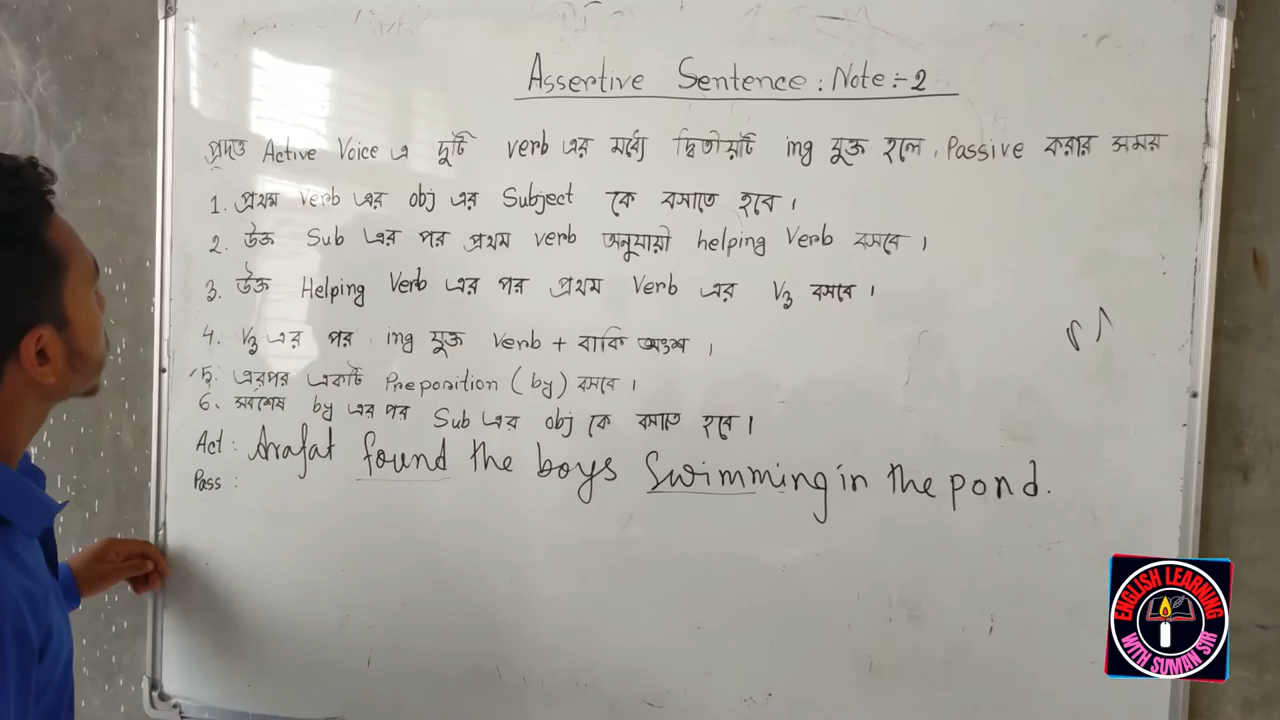 Assertive Sentence : Note :- 2
প্রদত্ত Active Voice এ দুটি verb এর মধ্যে দ্বিতীয়টি ing যুক্ত হলে, Passive করার সময়
1. প্রথম verb এর obj এর Subject কে বসাতে হবে।
2. উক্ত Sub এর পর প্রথম verb অনুযায়ী helping Verb বসবে।
3. উক্ত Helping Verb এর পর প্রথম Verb এর V3 বসবে।
4. V3 এর পর ing যুক্ত verb + বাকি অংশ।
5. এরপর একটি Preposition (by) বসবে।
6. সর্বশেষ by এর পর Sub এর obj কে বসাতে হবে।
Act : Arafat found the boys swimming in the pond.
Pass :
ENGLISH LEARNING
WITH SUMAN SIR